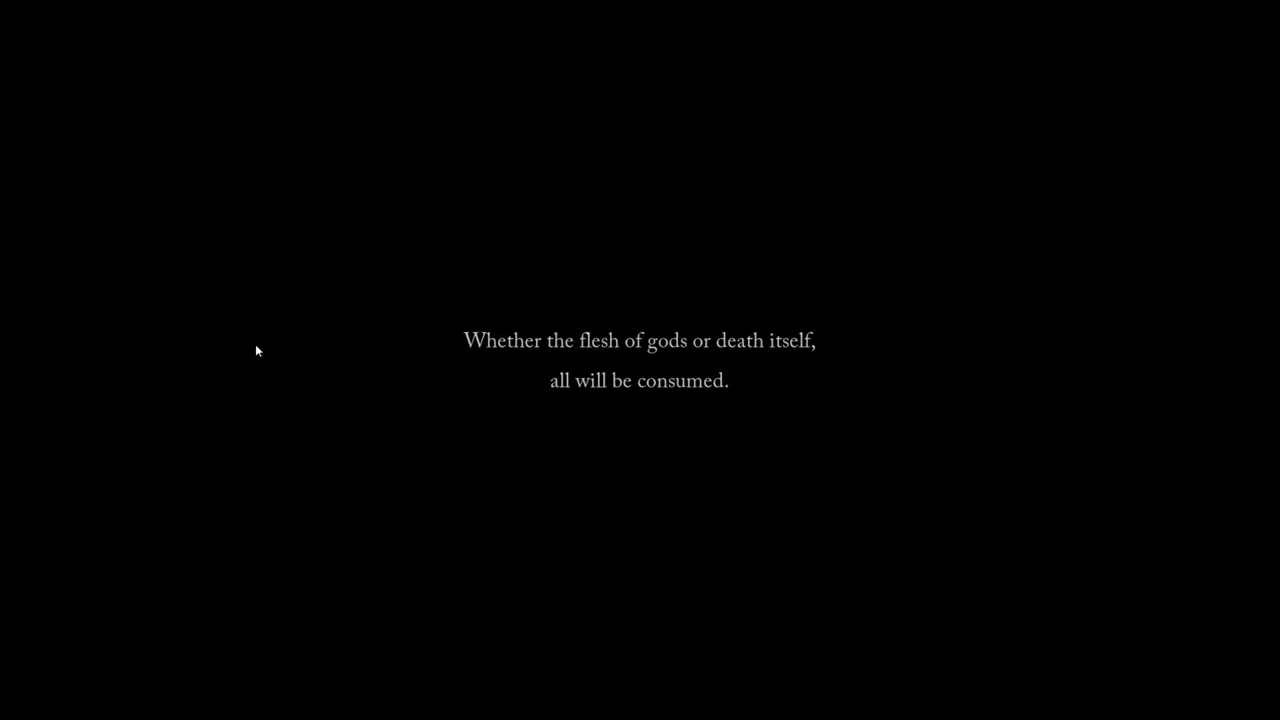 Whether the flesh of gods or death itself,
all will be consumed.